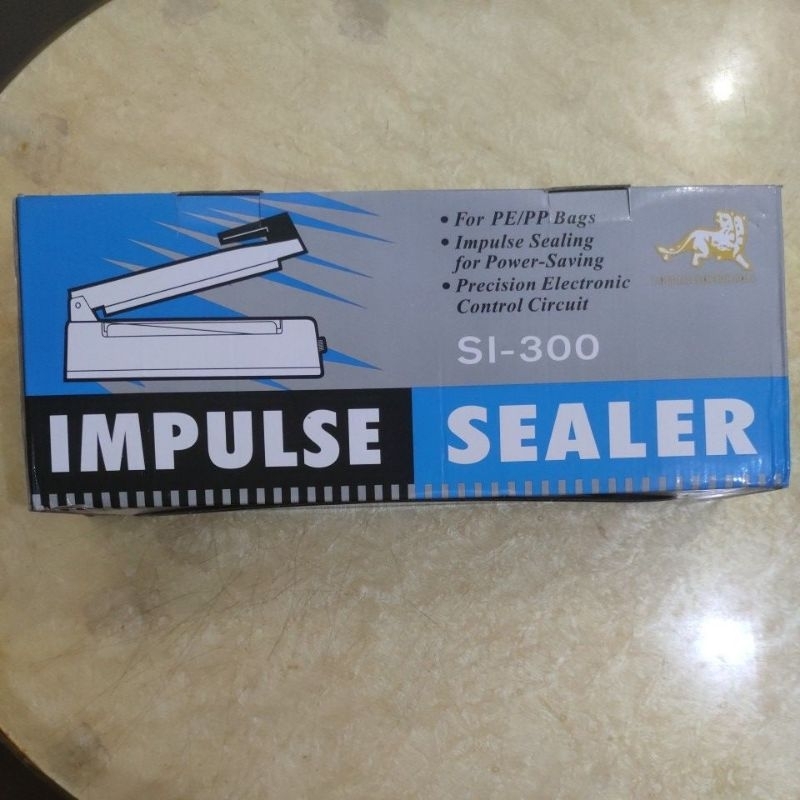 • For PE/PP Bags
• Impulse Sealing
for Power-Saving
• Precision Electronic
Control Circuit
SI-300
IMPULSE SEALER